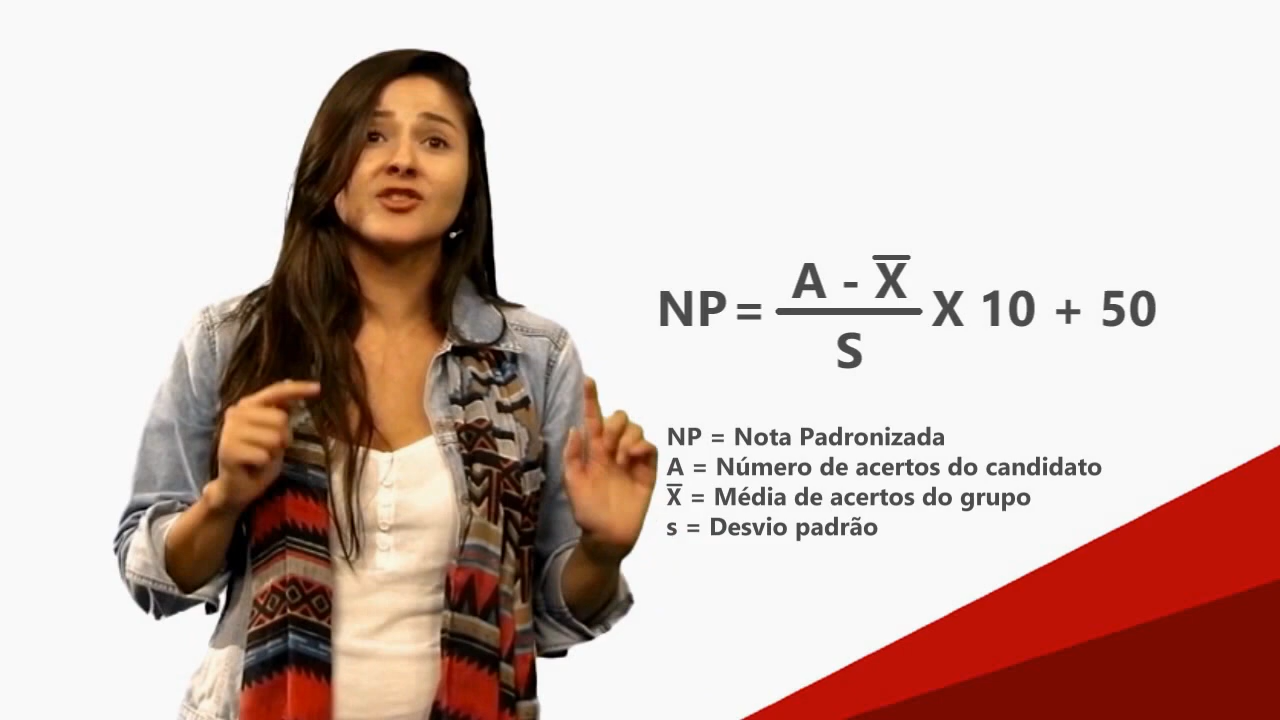 NP = A - X̅ X 10 + 50
S
NP = Nota Padronizada
A = Número de acertos do candidato
X̅ = Média de acertos do grupo
s = Desvio padrão